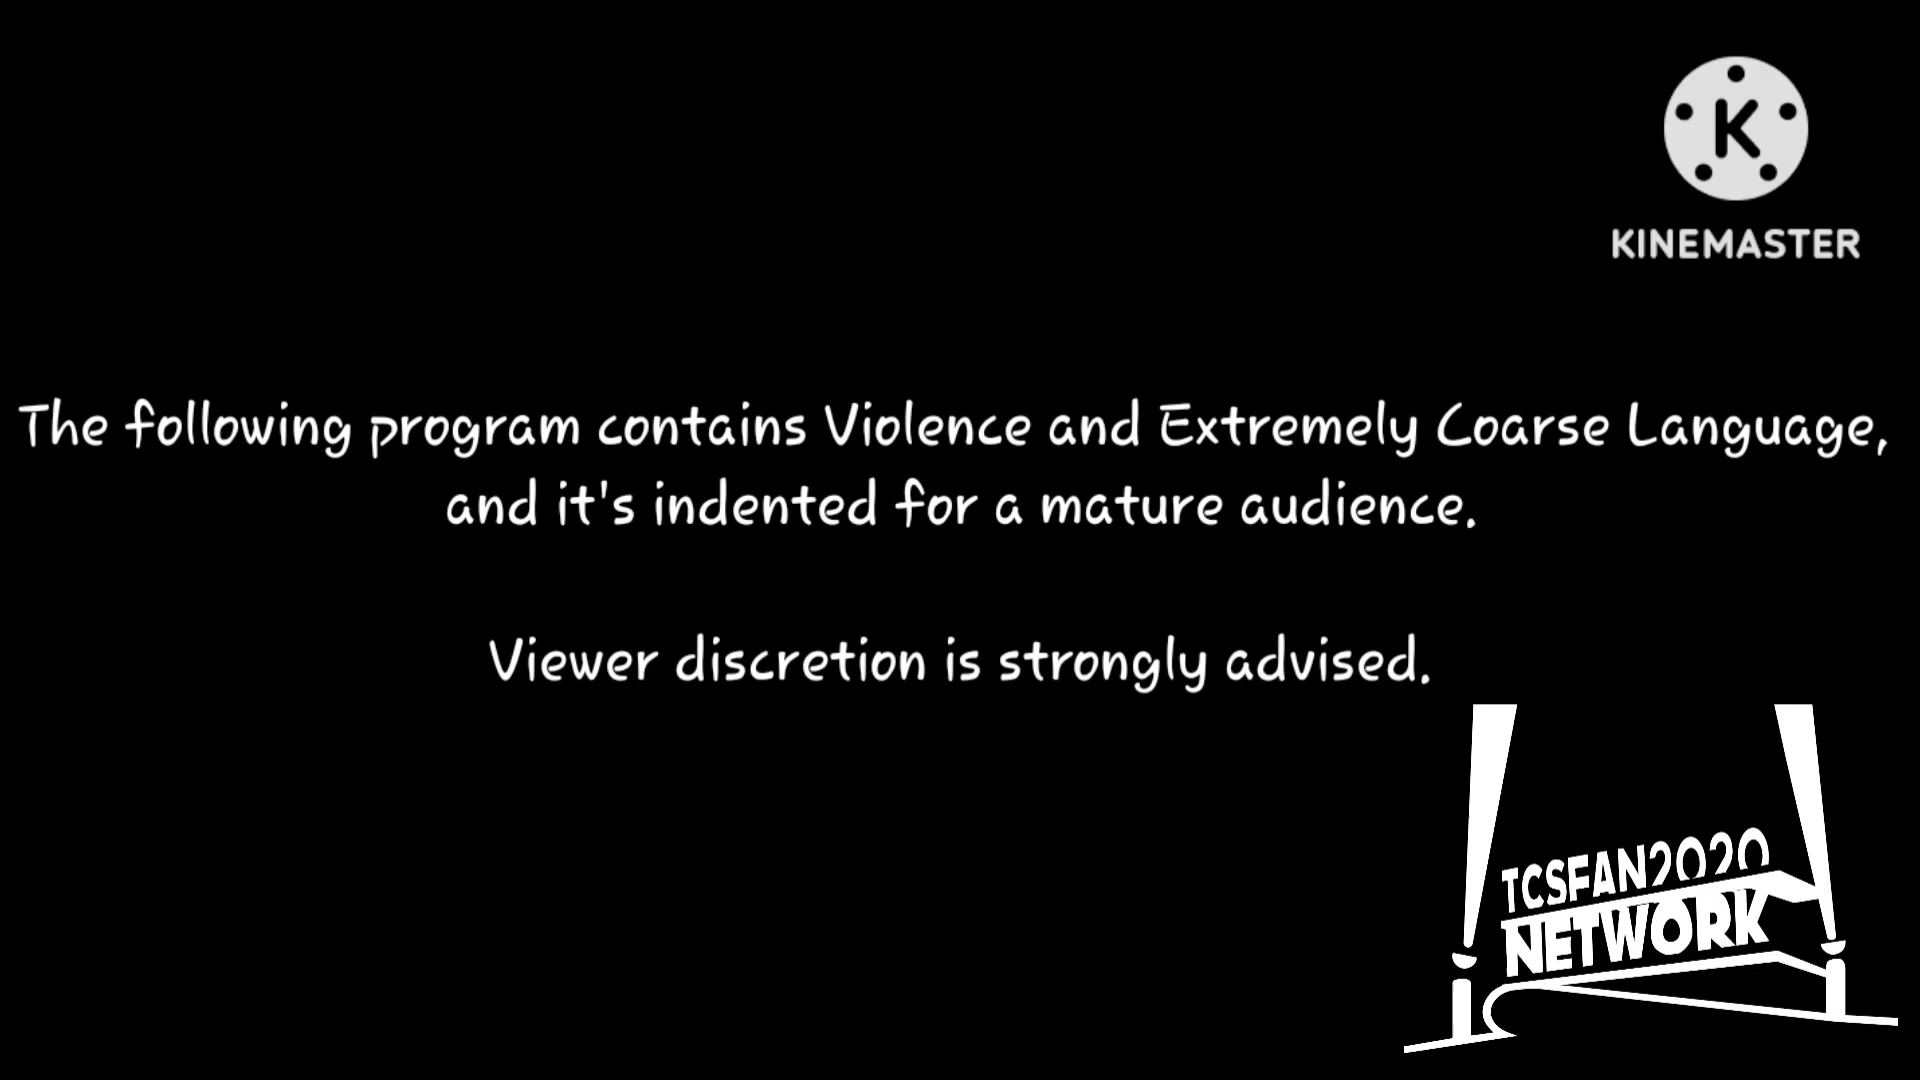 K
KINEMASTER
The following program contains Violence and Extremely Coarse Language,
and it's indented for a mature audience.
Viewer discretion is strongly advised.
TCSFAN2020
NETWORK